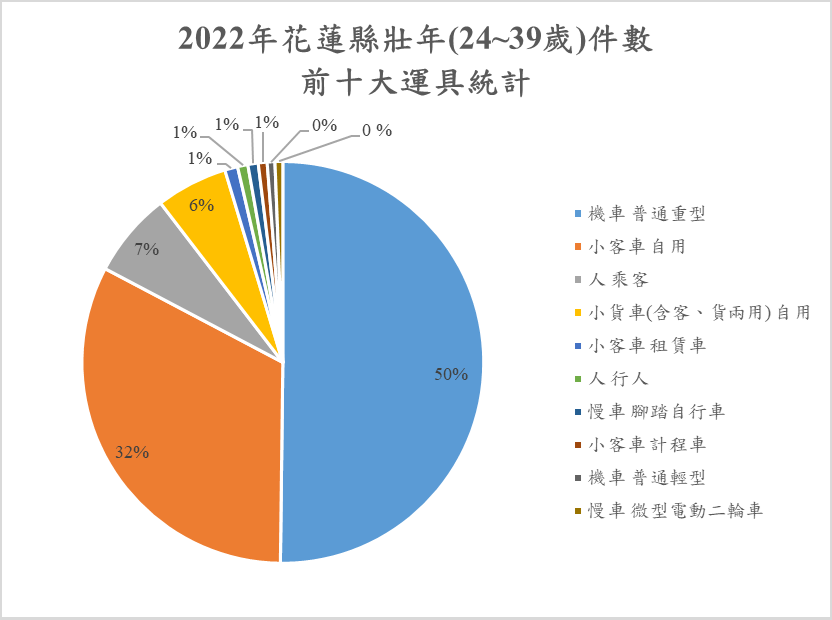 2022年花蓮縣壯年(24~39歲)件數
前十大運具統計
1%
1%
1%
1%
0%
0 %
6%
7%
50%
32%
機車 普通重型
小客車 自用
人 乘客
小貨車(含客、貨兩用) 自用
小客車 租賃車
人 行人
慢車 腳踏自行車
小客車 計程車
機車 普通輕型
慢車 微型電動二輪車